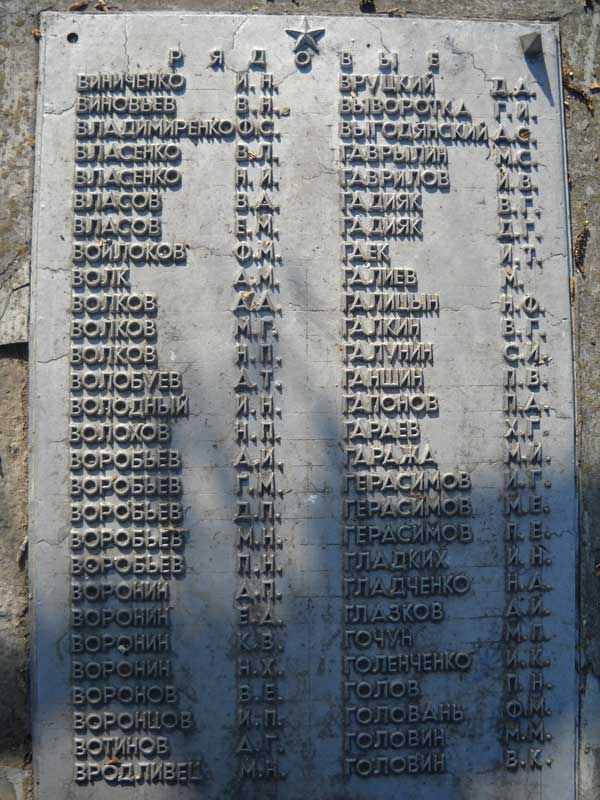 РЯДОВЫЕ
ВИНИЧЕНКО И.Н.
ВИНОВЬЕВ В.Н.
ВЛАДИМИРЕНКО Ф.С.
ВЛАСЕНКО В.Л.
ВЛАСЕНКО Н.И.
ВЛАСОВ В.А.
ВЛАСОВ Е.М.
ВОЙЛОКОВ Ф.М.
ВОЛК А.М.
ВОЛКОВ
ВОЛКОВ М.Г.
ВОЛКОВ Н.П.
ВОЛОБУЕВ А.Т.
ВОЛОДНЫЙ И.Н.
ВОЛОХОВ Н.П.
ВОРОБЬЕВ А.И.
ВОРОБЬЕВ Г.М.
ВОРОБЬЕВ Д.П.
ВОРОБЬЕВ М.Н.
ВОРОБЬЕВ П.Н.
ВОРОНИН А.П.
ВОРОНИН Е.А.
ВОРОНИН К.В.
ВОРОНИН Н.Х.
ВОРОНОВ В.Е.
ВОРОНЦОВ И.П.
ВОТИНОВ А.Г.
ВРОДЛИВЕЦ М.Н.
ВРУЦКИЙ Д.А.
ВЫВОРОТКА Г.И.
ВЫГОДЯНСКИЙ А.С.
ГАВРЫЛИН М.С.
ГАВРИЛОВ И.В.
ГАДИЯК В.Г.
ГАДИЯК Д.Г.
ГАЕК И.Т.
ГАЛИЕВ М.
ГАЛИЦЫН Н.Ф.
ГАЛКИН В.Г.
ГАЛУНИН С.И.
ГАНШИН П.В.
ГАПОНОВ П.Д.
ГАРАЕВ Х.Г.
ГАРАЖА М.И.
ГЕРАСИМОВ И.Г.
ГЕРАСИМОВ М.Е.
ГЕРАСИМОВ П.Е.
ГЛАДКИХ И.Н.
ГЛАДЧЕНКО Н.А.
ГЛАЗКОВ А.И.
ГОЧУН М.П.
ГОЛЕНЧЕНКО И.К.
ГОЛОВ П.Н.
ГОЛОВАНЬ Ф.М.
ГОЛОВИН М.М.
ГОЛОВИН В.К.